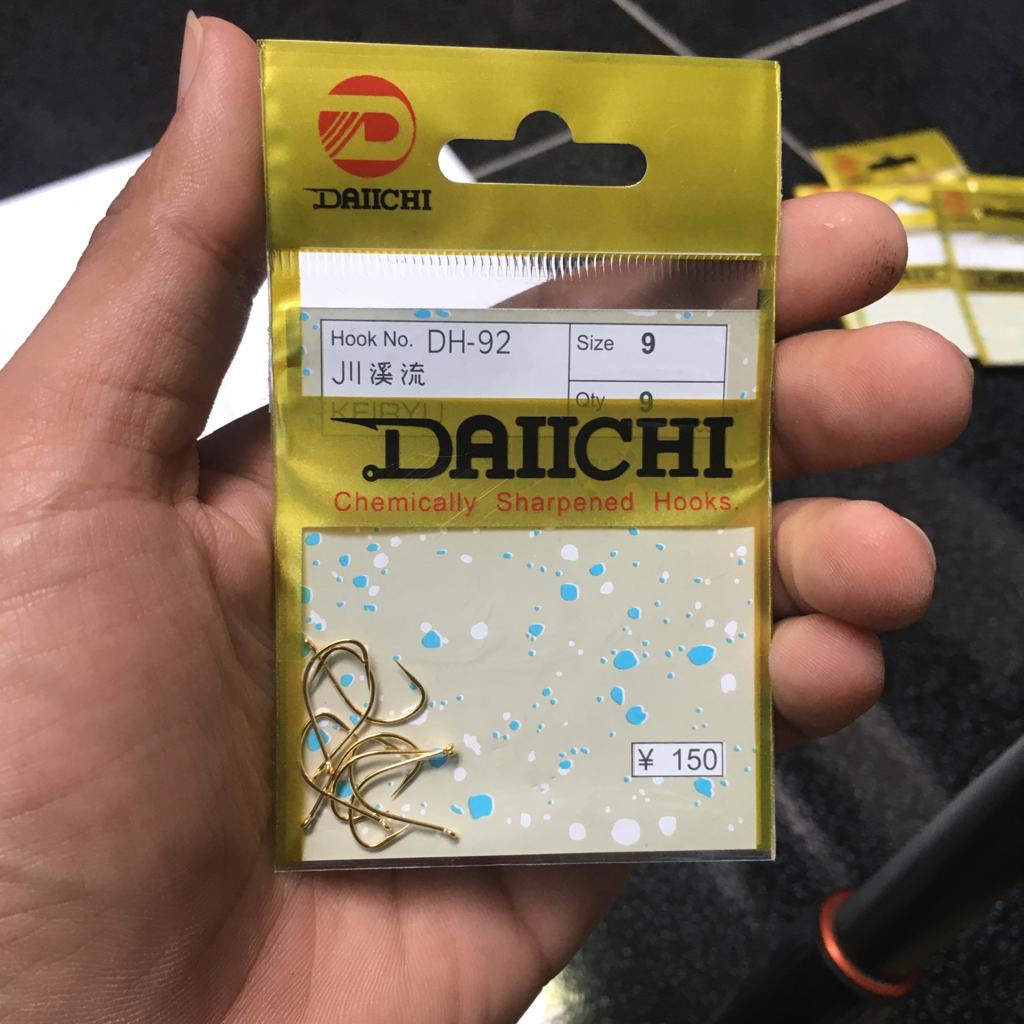 DAIICHI
Hook No. DH-92
Size 9
川 溪 流
KEIRYU
Qty 9
DAIICHI
Chemically Sharpened Hooks.
¥ 150